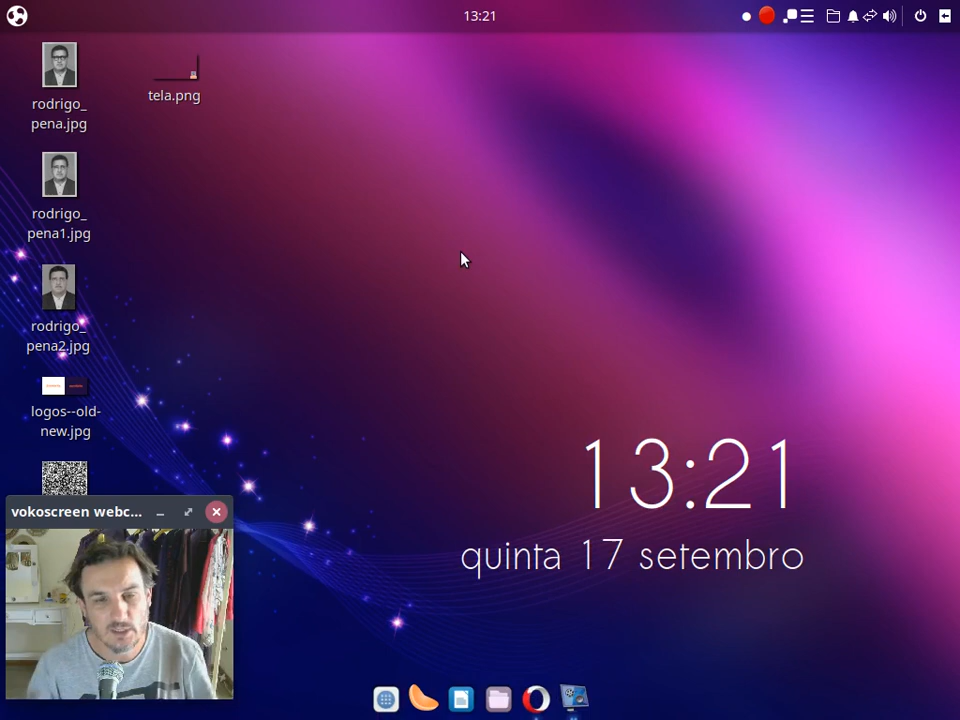 13:21
rodrigo_
pena.jpg
tela.png
rodrigo_
pena1.jpg
rodrigo_
pena2.jpg
logos--old-
new.jpg
vokoscreen webc...
13:21
quinta 17 setembro